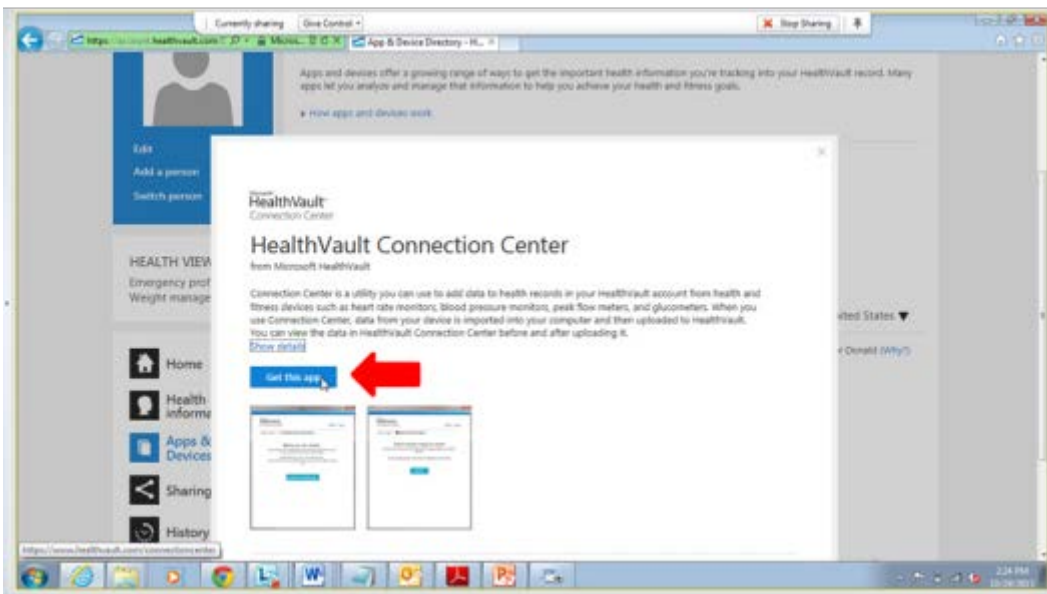 Currently sharing
Give Control
Stop Sharing
https
healthvault.com
Micros...
App & Device Directory - H...
Apps and devices offer a growing range of ways to get the important health information you're tracking into your HealthVault record. Many
apps let you analyze and manage that information to help you achieve your health and fitness goals.
How apps and devices work
Edit
Add a person
Switch person
HEALTH VIEW
Emergency prof
Weight manage
Microsoft
HealthVault
Connection Center
HealthVault Connection Center
from Microsoft HealthVault
Connection Center is a utility you can use to add data to health records in your HealthVault account from health and
fitness devices such as heart rate monitors, blood pressure monitors, peak flow meters, and glucometers. When you
use Connection Center, data from your device is imported into your computer and then uploaded to HealthVault.
You can view the data in HealthVault Connection Center before and after uploading it.
Show details
Get this app
ited States
Donald (Why?)
Home
Health
informa
Apps &
Devices
Sharing
History
https://www.healthvault.com/connectioncenter
2:24 PM